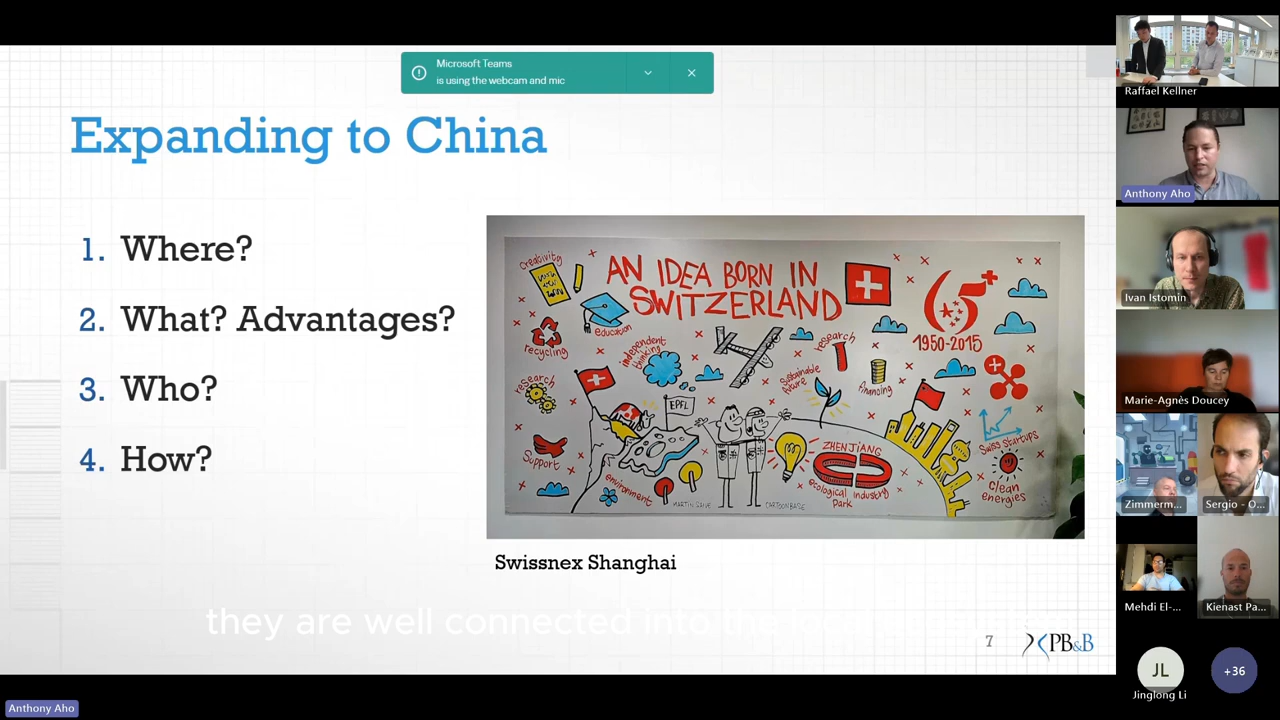 Microsoft Teams
is using the webcam and mic
Expanding to China
1. Where?
2. What? Advantages?
3. Who?
4. How?
creativity
education
recycling
AN IDEA BORN IN
SWITZERLAND
65
1950-2015
independent
thinking
research
research
sustainable
future
financing
EPFL
Swiss startups
support
environment
ZHENJIANG
ecological industry
park
clean
energies
CARTOONBASE
Swissnex Shanghai
they are well connected into the
7
PB&B
Anthony Aho
Raffael Kellner
Anthony Aho
Ivan Istomin
Marie-Agnès Doucey
Zimmerm...
Sergio - O...
Mehdi El-...
Kienast Pa...
JL
Jinglong Li
+36